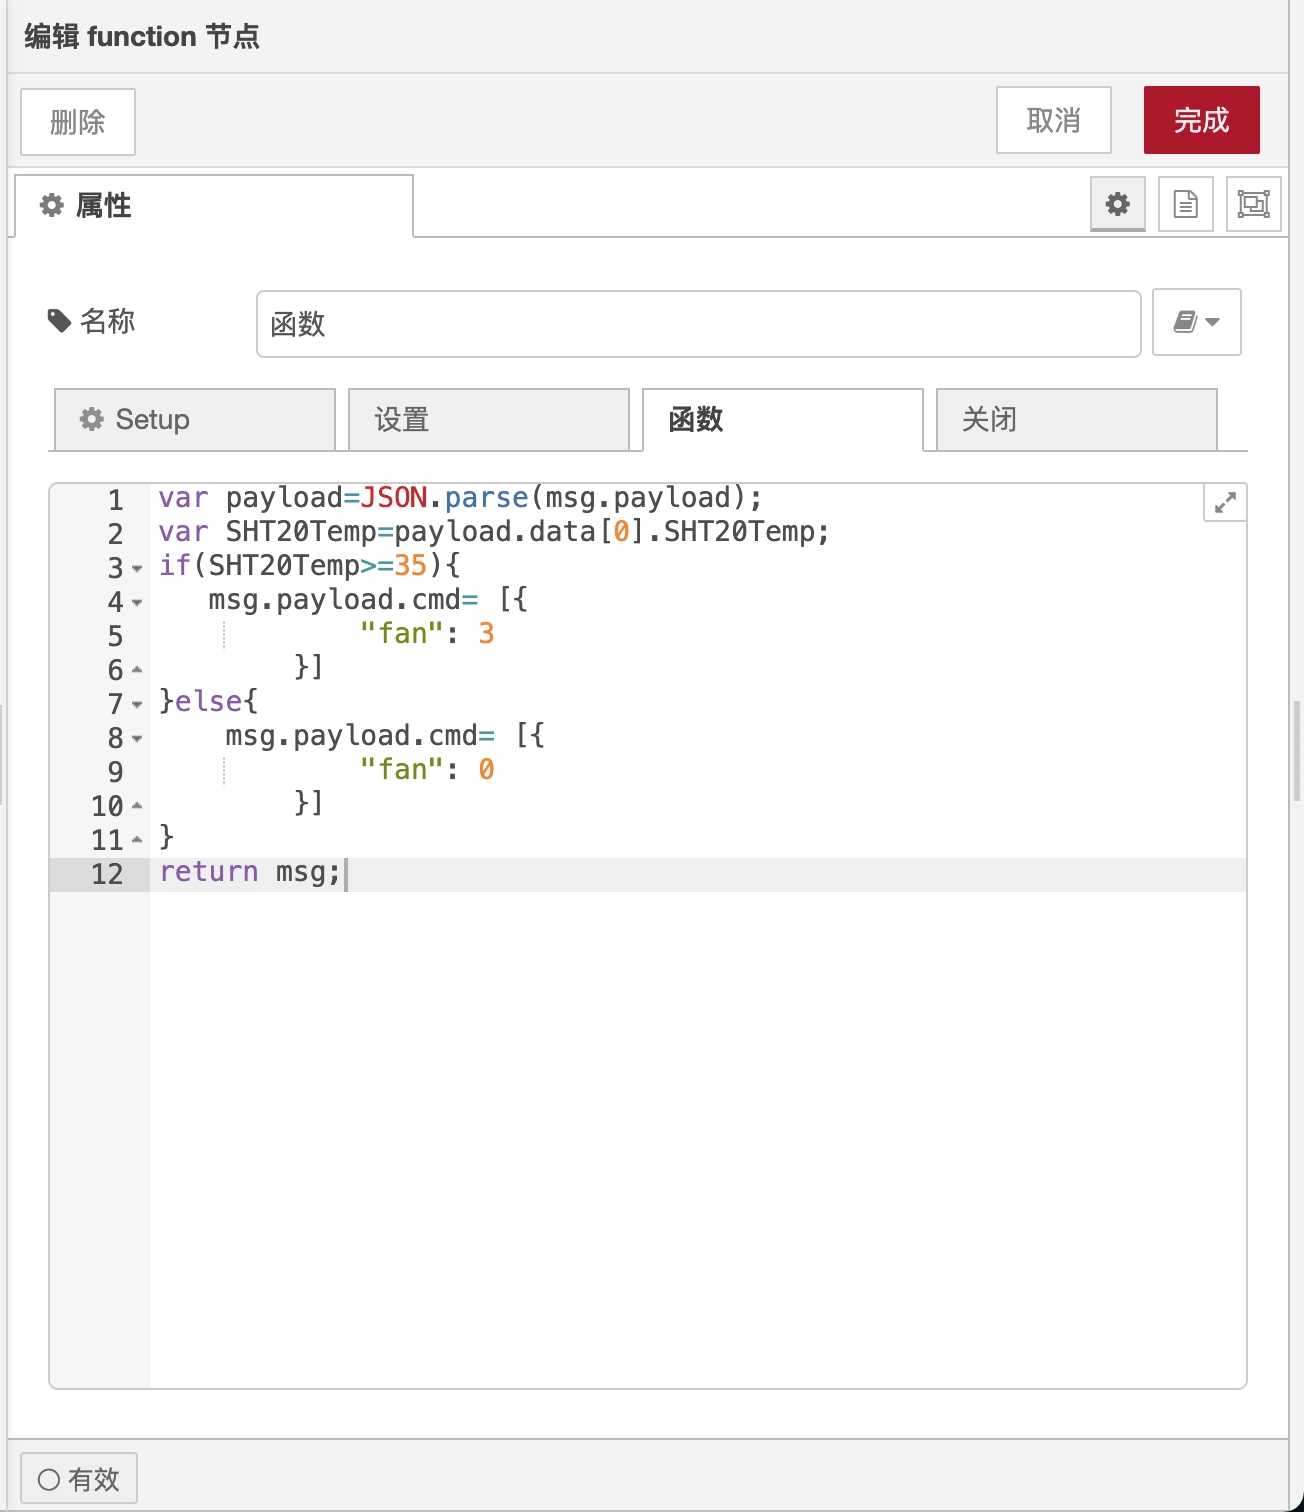 编辑 function 节点
删除
取消
完成
属性
名称
函数
Setup
设置
函数
关闭
1 var payload=JSON.parse(msg.payload);
2 var SHT20Temp=payload.data[0].SHT20Temp;
3 if(SHT20Temp>=35){
4 msg.payload.cmd= [{
5 "fan": 3
6 }]
7 }else{
8 msg.payload.cmd= [{
9 "fan": 0
10 }]
11 }
12 return msg;
有效